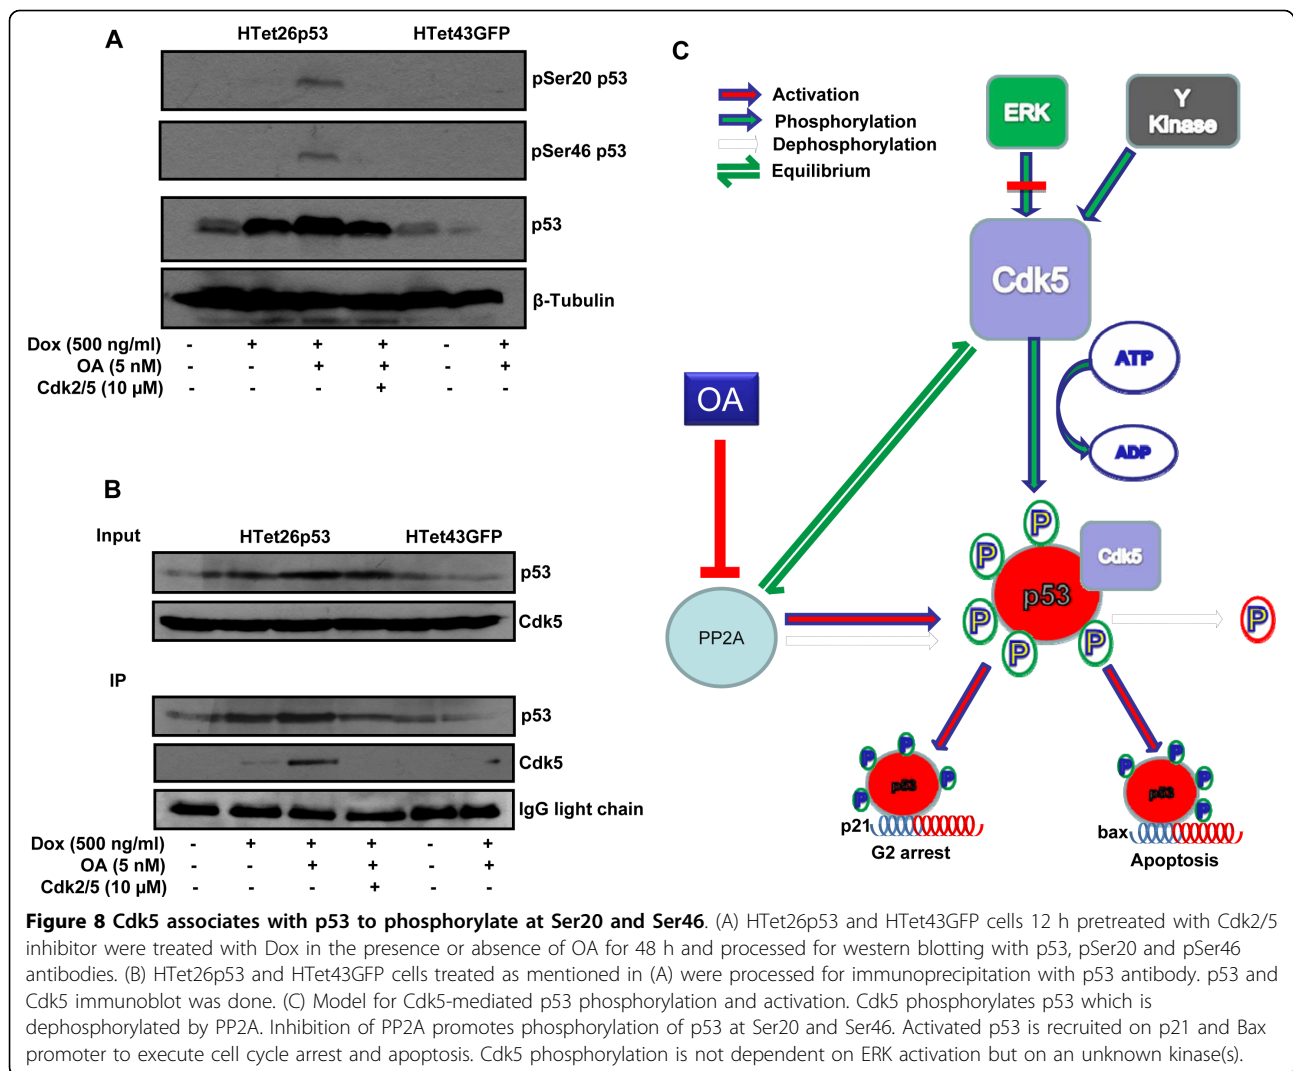 A
HTet26p53 HTet43GFP
pSer20 p53
pSer46 p53
p53
β-Tubulin
Dox (500 ng/ml) - + + + - +
OA (5 nM) - - + + - +
Cdk2/5 (10 µM) - - - + - -
B
Input HTet26p53 HTet43GFP
p53
Cdk5
IP
p53
Cdk5
IgG light chain
Dox (500 ng/ml) - + + + - +
OA (5 nM) - - + + - +
Cdk2/5 (10 µM) - - - + - -
C
Activation
Phosphorylation
Dephosphorylation
Equilibrium
ERK
Y
Kinase
Cdk5
ATP
ADP
OA
PP2A
P
P
P
P
P
p53
Cdk5
P
P
P
P
P
p53
p21
G2 arrest
P
P
P
P
p53
bax
Apoptosis
Figure 8 Cdk5 associates with p53 to phosphorylate at Ser20 and Ser46. (A) HTet26p53 and HTet43GFP cells 12 h pretreated with Cdk2/5
inhibitor were treated with Dox in the presence or absence of OA for 48 h and processed for western blotting with p53, pSer20 and pSer46
antibodies. (B) HTet26p53 and HTet43GFP cells treated as mentioned in (A) were processed for immunoprecipitation with p53 antibody. p53 and
Cdk5 immunoblot was done. (C) Model for Cdk5-mediated p53 phosphorylation and activation. Cdk5 phosphorylates p53 which is
dephosphorylated by PP2A. Inhibition of PP2A promotes phosphorylation of p53 at Ser20 and Ser46. Activated p53 is recruited on p21 and Bax
promoter to execute cell cycle arrest and apoptosis. Cdk5 phosphorylation is not dependent on ERK activation but on an unknown kinase(s).